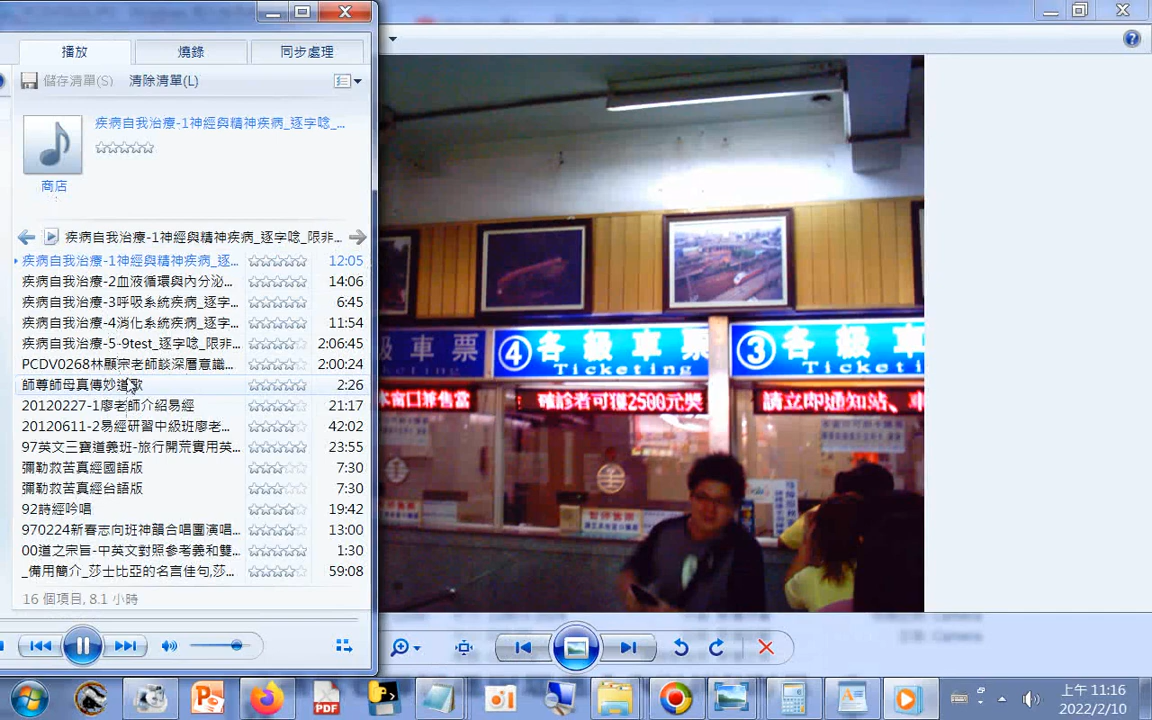 播放
燒錄
同步處理
儲存清單(S)
清除清單(L)
疾病自我治療-1神經與精神疾病_逐字唸_...
商店
疾病自我治療-1神經與精神疾病_逐字唸_限非...
疾病自我治療-1神經與精神疾病_逐... 12:05
疾病自我治療-2血液循環與內分泌... 14:06
疾病自我治療-3呼吸系統疾病_逐字... 6:45
疾病自我治療-4消化系統疾病_逐字... 11:54
疾病自我治療-5-9test_逐字唸_限非... 2:06:45
PCDV0268林顯宗老師談深層意識... 2:00:24
師尊師母真傳妙道歌 2:26
20120227-1廖老師介紹易經 21:17
20120611-2易經研習中級班廖老... 42:02
97英文三寶道義班-旅行開荒實用英... 23:55
彌勒救苦真經國語版 7:30
彌勒救苦真經台語版 7:30
92詩經吟唱 19:42
970224新春志向班神韻合唱團演唱... 13:00
00道之宗旨-中英文對照參考義和雙... 1:30
_備用簡介_莎士比亞的名言佳句,莎... 59:08
16 個項目, 8.1 小時
車票
④各級車票
Ticketing
③各級車票
Ticketing
本窗口兼售當
確診者可獲2500元獎
請立即通知站、車
PDF
上午 11:16
2022/2/10